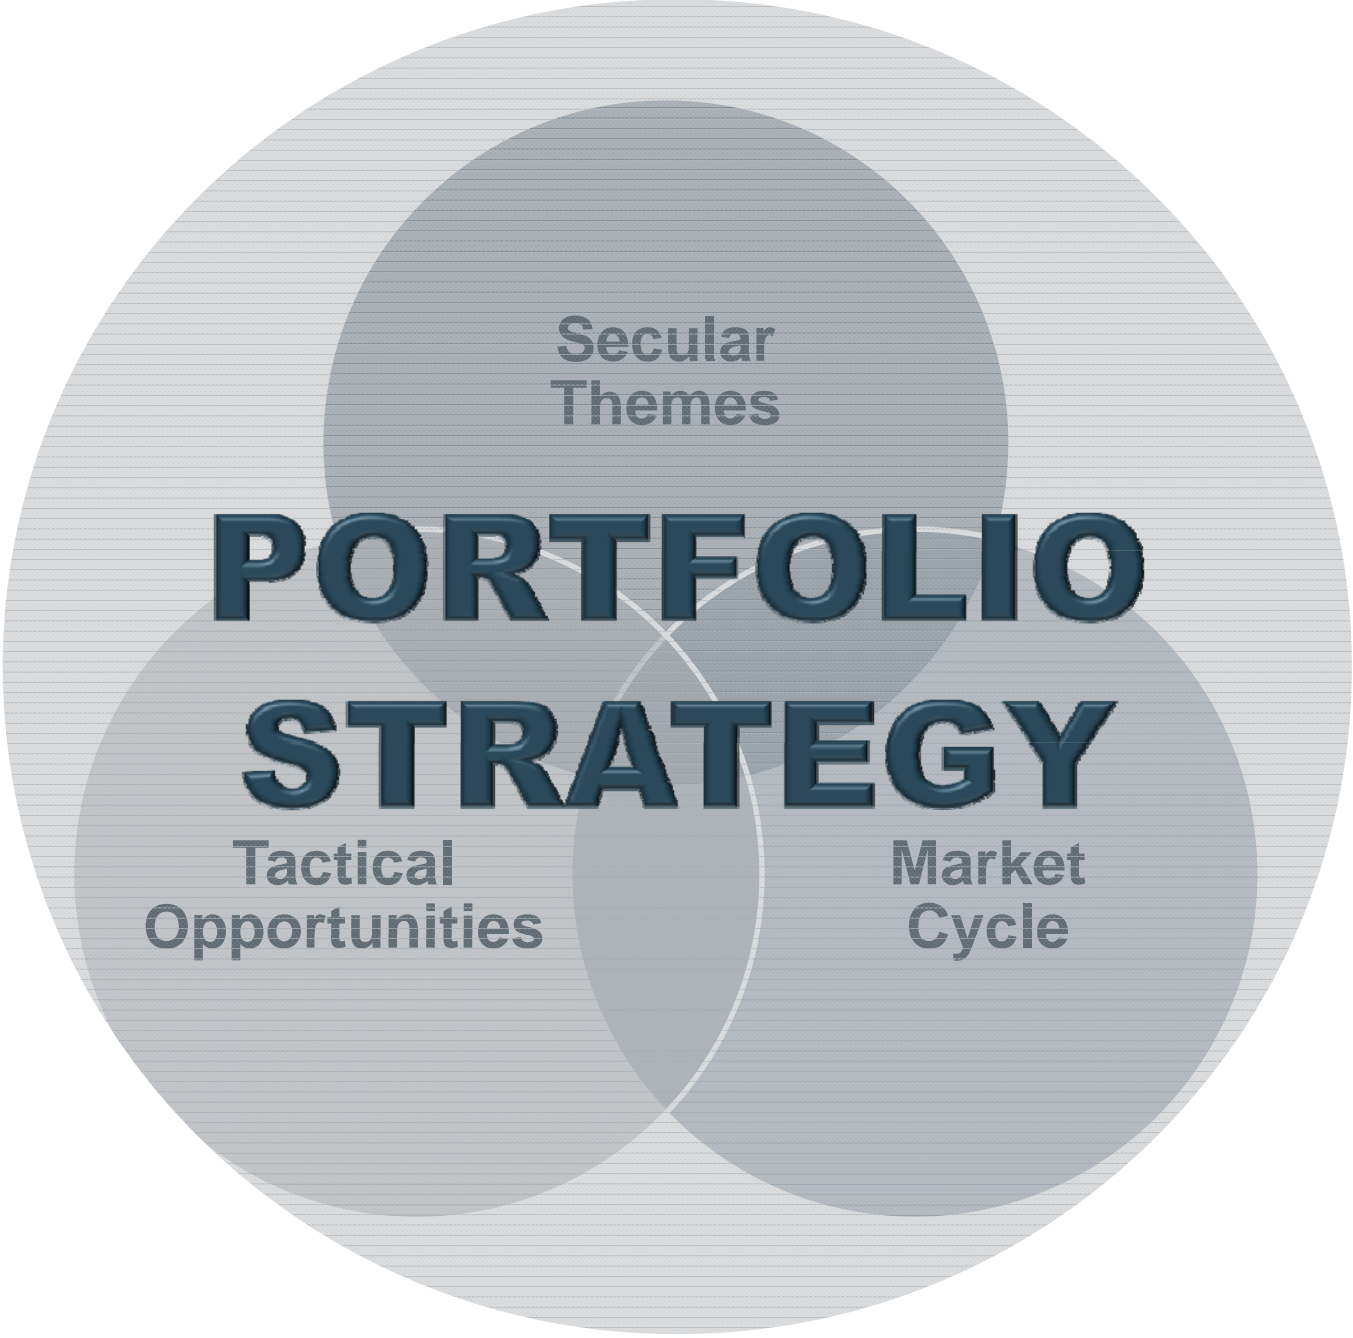 Secular
Themes
PORTFOLIO
STRATEGY
Tactical
Opportunities
Market
Cycle